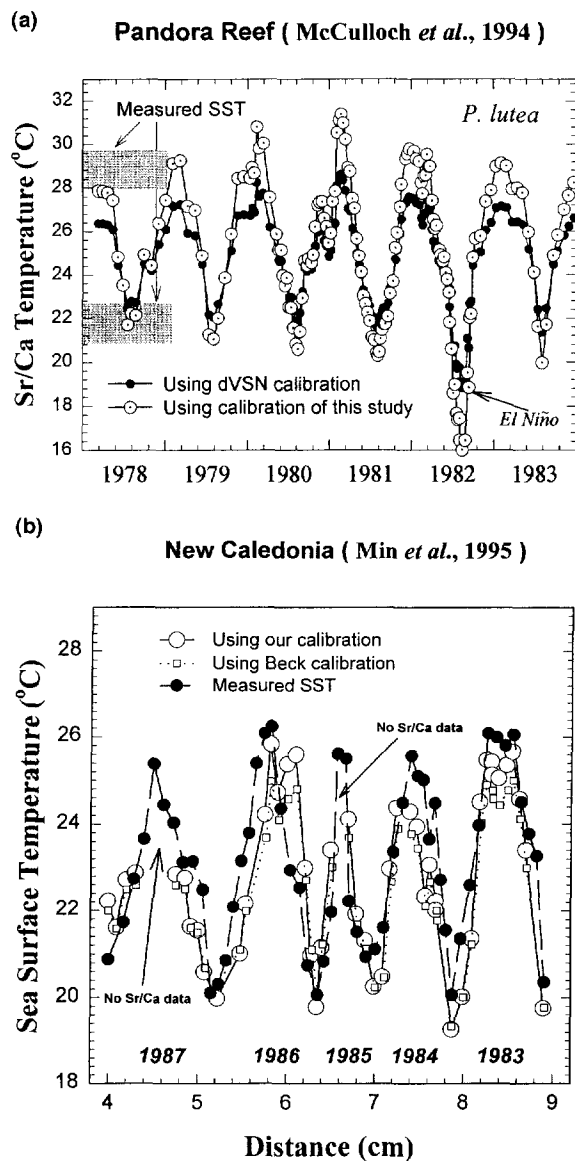 (a)
Pandora Reef ( McCulloch et al., 1994 )
Measured SST
P. lutea
Sr/Ca Temperature (°C)
32
30
28
26
24
22
20
18
16
Using dVSN calibration
Using calibration of this study
El Niño
1978 1979 1980 1981 1982 1983
(b)
New Caledonia ( Min et al., 1995 )
Sea Surface Temperature (°C)
28
26
24
22
20
18
Using our calibration
Using Beck calibration
Measured SST
No Sr/Ca data
No Sr/Ca data
1987 1986 1985 1984 1983
4 5 6 7 8 9
Distance (cm)